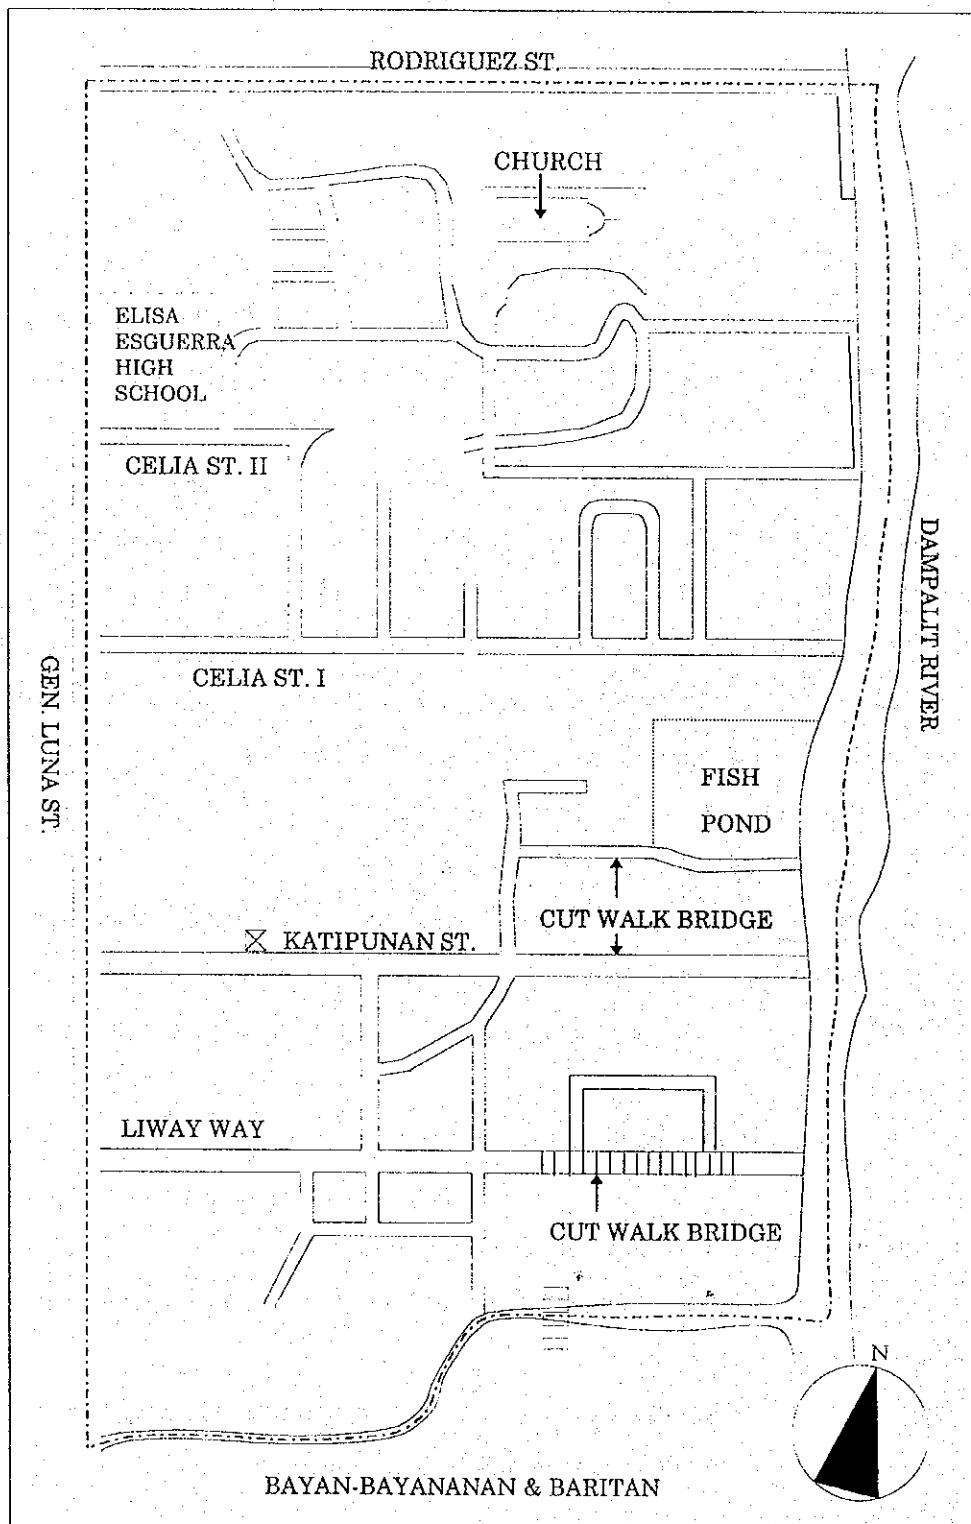 RODRIGUEZ ST.
CHURCH
ELISA
ESGUERRA
HIGH
SCHOOL
CELIA ST. II
DAMPALIT RIVER
CELIA ST. I
GEN. LUNA ST.
FISH
POND
CUT WALK BRIDGE
KATIPUNAN ST.
LIWAY WAY
CUT WALK BRIDGE
N
BAYAN-BAYANANAN & BARITAN